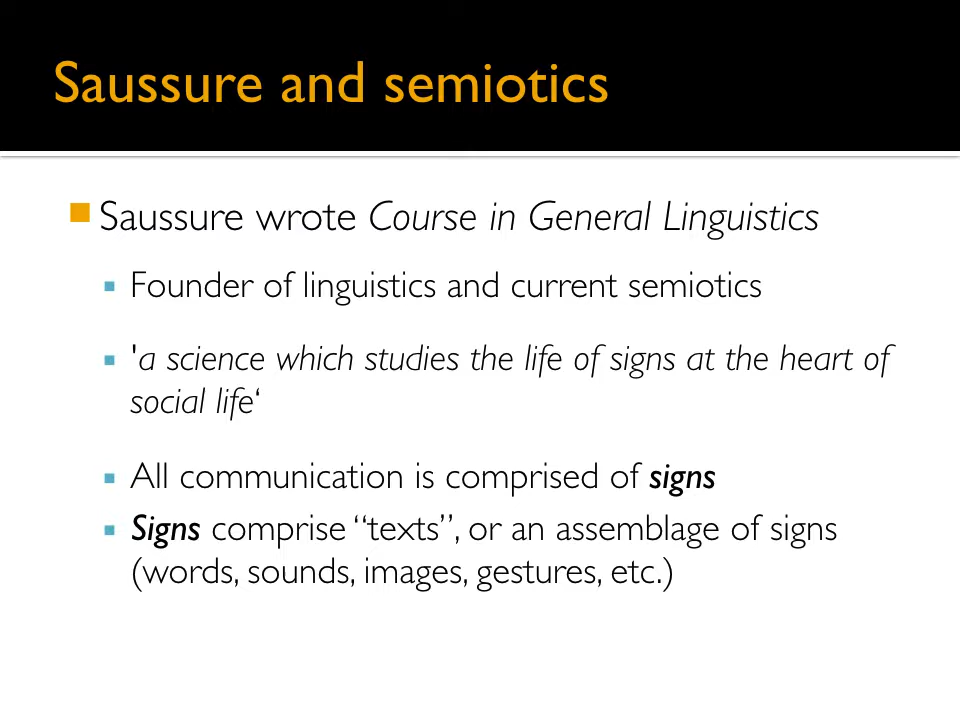 Saussure and semiotics
Saussure wrote Course in General Linguistics
Founder of linguistics and current semiotics
'a science which studies the life of signs at the heart of
social life‘
All communication is comprised of signs
Signs comprise “texts”, or an assemblage of signs
(words, sounds, images, gestures, etc.)